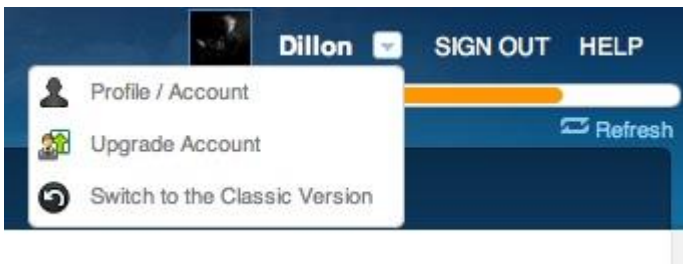 Dillon SIGN OUT HELP
Profile / Account
Refresh
Upgrade Account
Switch to the Classic Version